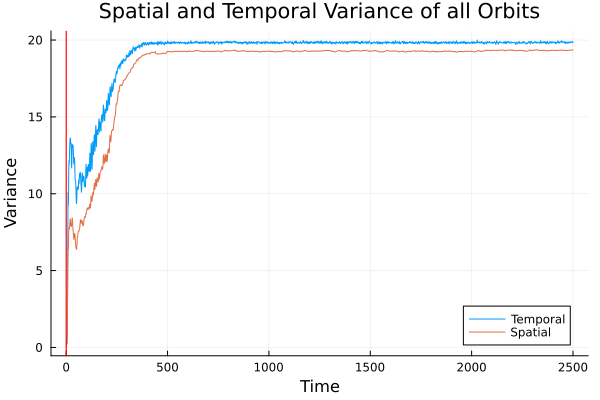 Spatial and Temporal Variance of all Orbits
20
15
10
5
0
Variance
Temporal
Spatial
0 500 1000 1500 2000 2500
Time